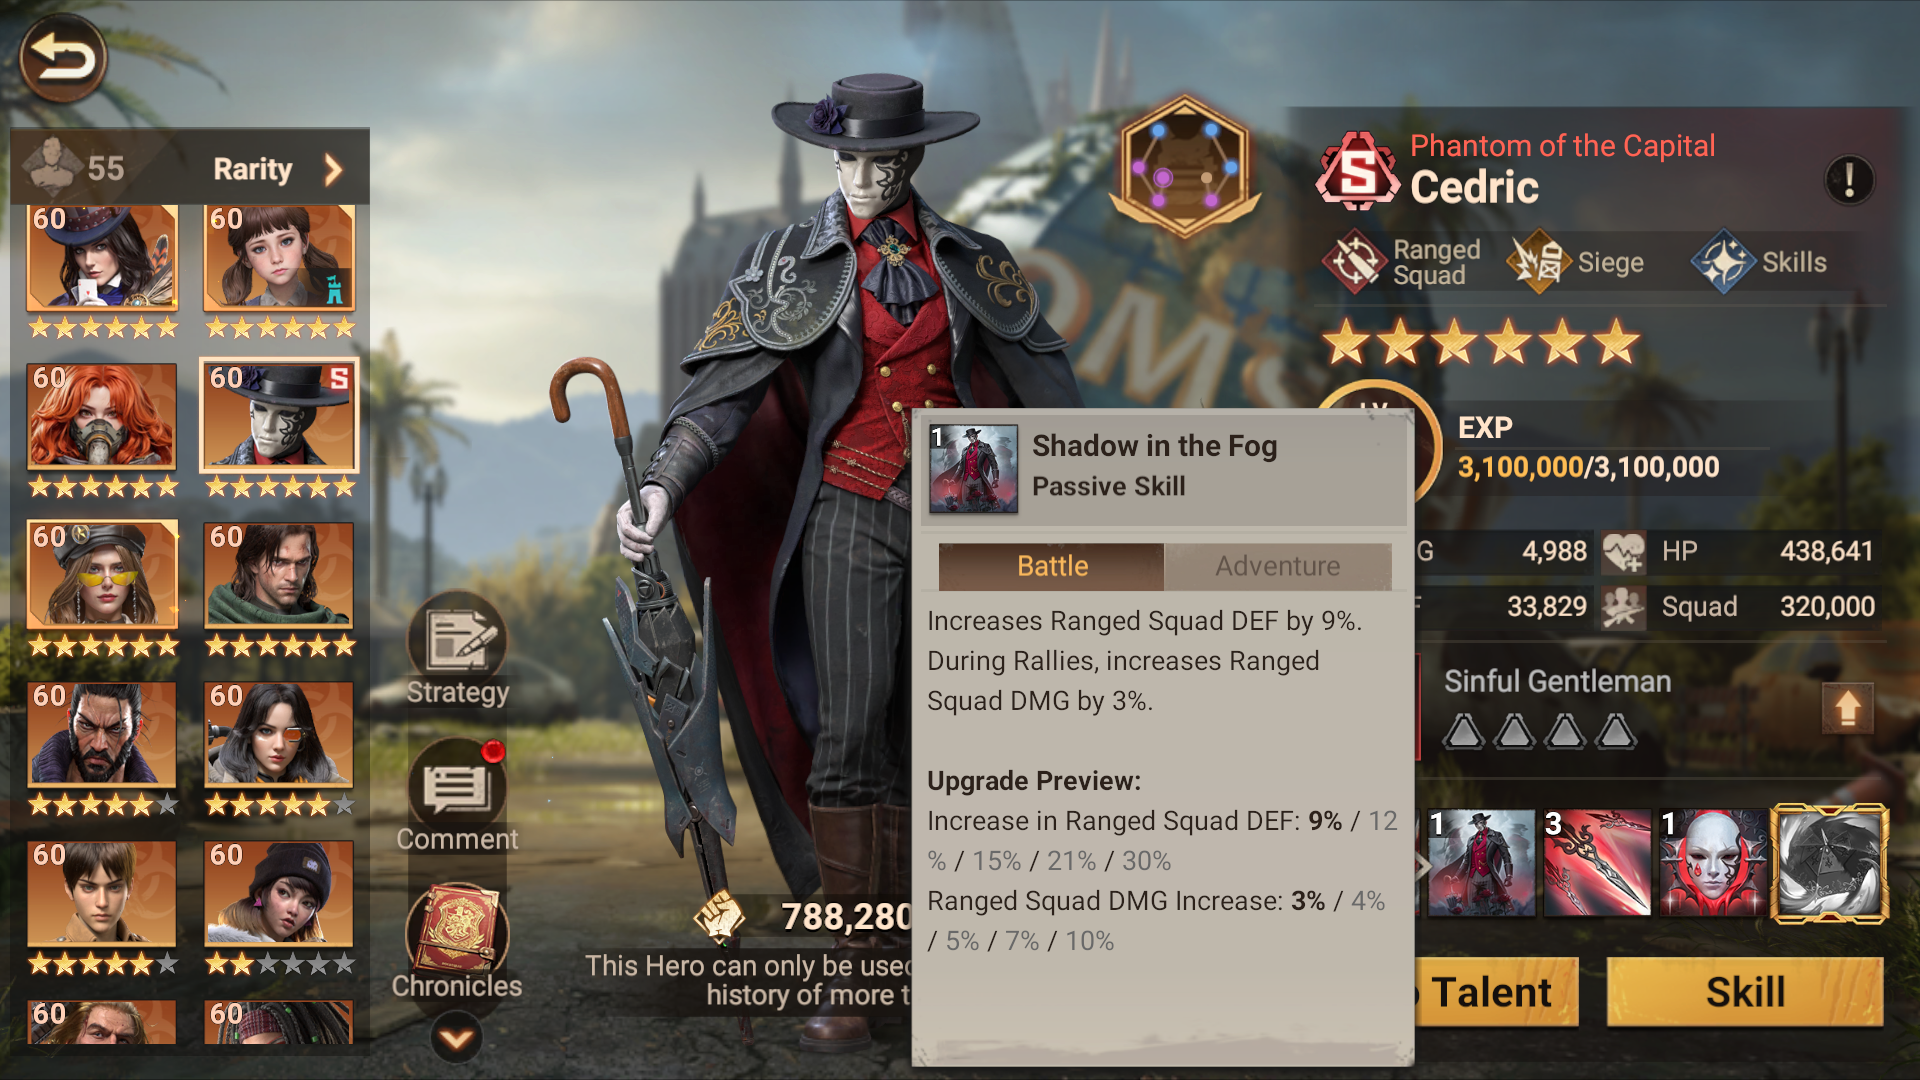 55
Rarity
60
60
60
60
S
60
60
60
60
60
60
60
60
Strategy
Comment
Chronicles
788,280
This Hero can only be used
history of more t
S
Phantom of the Capital
Cedric
!
Ranged
Squad
Siege
Skills
EXP
3,100,000/3,100,000
4,988
HP
438,641
33,829
Squad
320,000
Sinful Gentleman
1
3
1
Talent
Skill
1
Shadow in the Fog
Passive Skill
Battle
Adventure
Increases Ranged Squad DEF by 9%.
During Rallies, increases Ranged
Squad DMG by 3%.
Upgrade Preview:
Increase in Ranged Squad DEF: 9% / 12
% / 15% / 21% / 30%
Ranged Squad DMG Increase: 3% / 4%
/ 5% / 7% / 10%